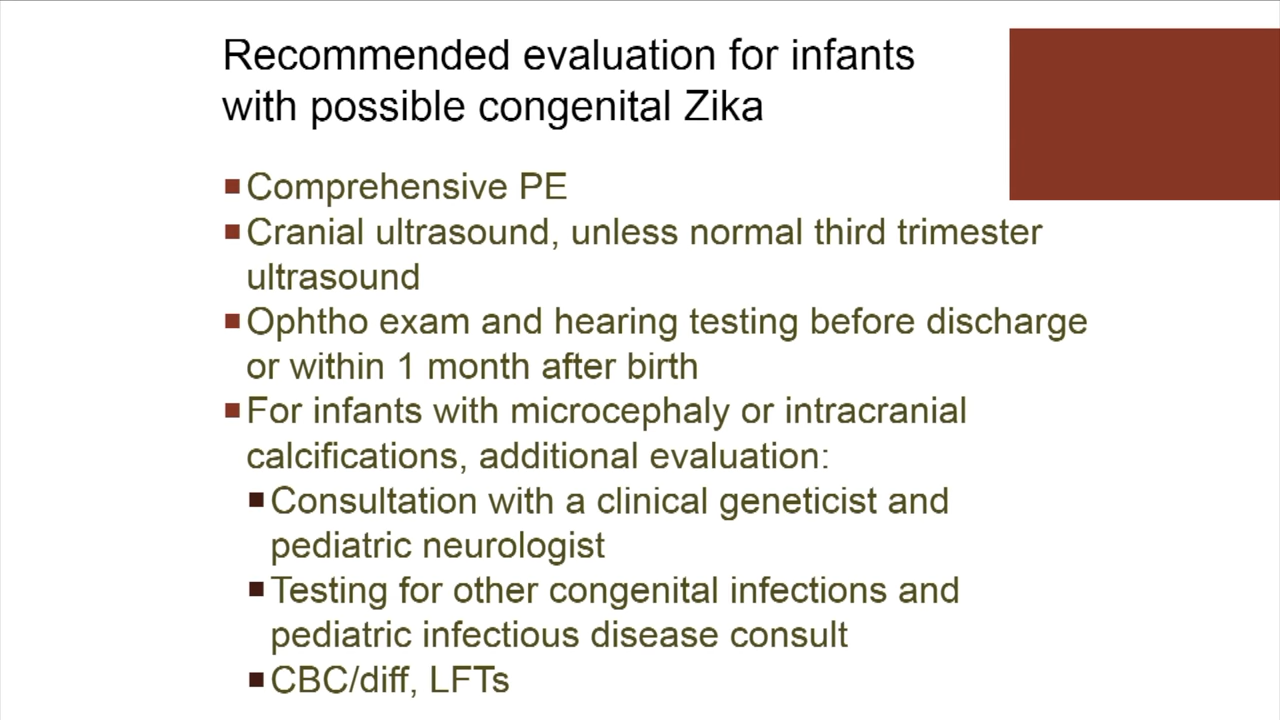 Recommended evaluation for infants
with possible congenital Zika
Comprehensive PE
Cranial ultrasound, unless normal third trimester
ultrasound
Ophtho exam and hearing testing before discharge
or within 1 month after birth
For infants with microcephaly or intracranial
calcifications, additional evaluation:
Consultation with a clinical geneticist and
pediatric neurologist
Testing for other congenital infections and
pediatric infectious disease consult
CBC/diff, LFTs